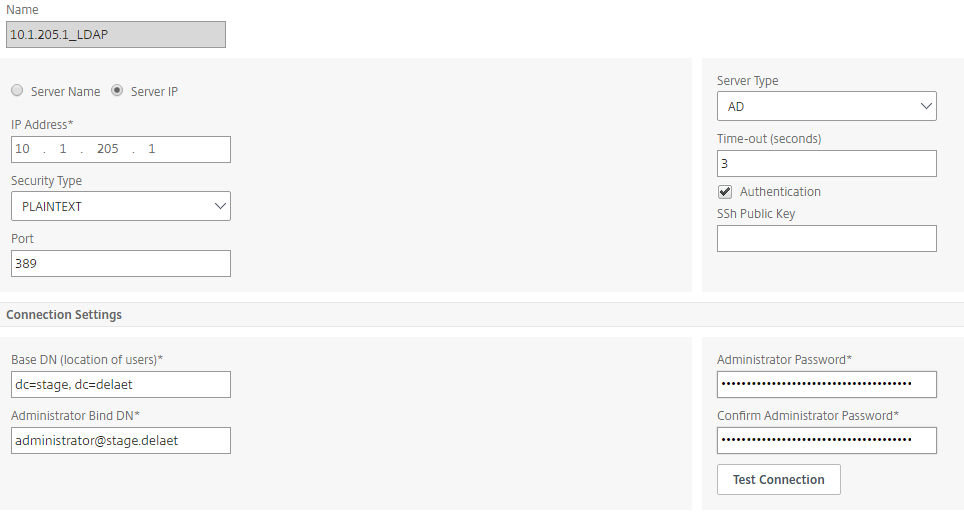 Name
10.1.205.1_LDAP
Server Name Server IP
IP Address*
10 . 1 . 205 . 1
Security Type
PLAINTEXT
Port
389
Server Type
AD
Time-out (seconds)
3
Authentication
SSh Public Key
Connection Settings
Base DN (location of users)*
dc=stage, dc=delaet
Administrator Bind DN*
administrator@stage.delaet
Administrator Password*
••••••••••••••••••••••••••••••••••••••
Confirm Administrator Password*
••••••••••••••••••••••••••••••••••••••
Test Connection